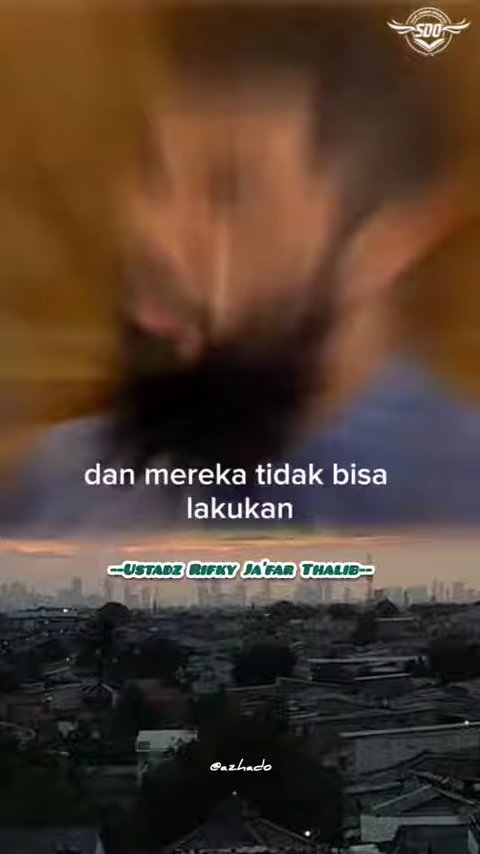 SDO
dan mereka tidak bisa
lakukan
--Ustadz Rifky Ja'far Thalib--
@azhado